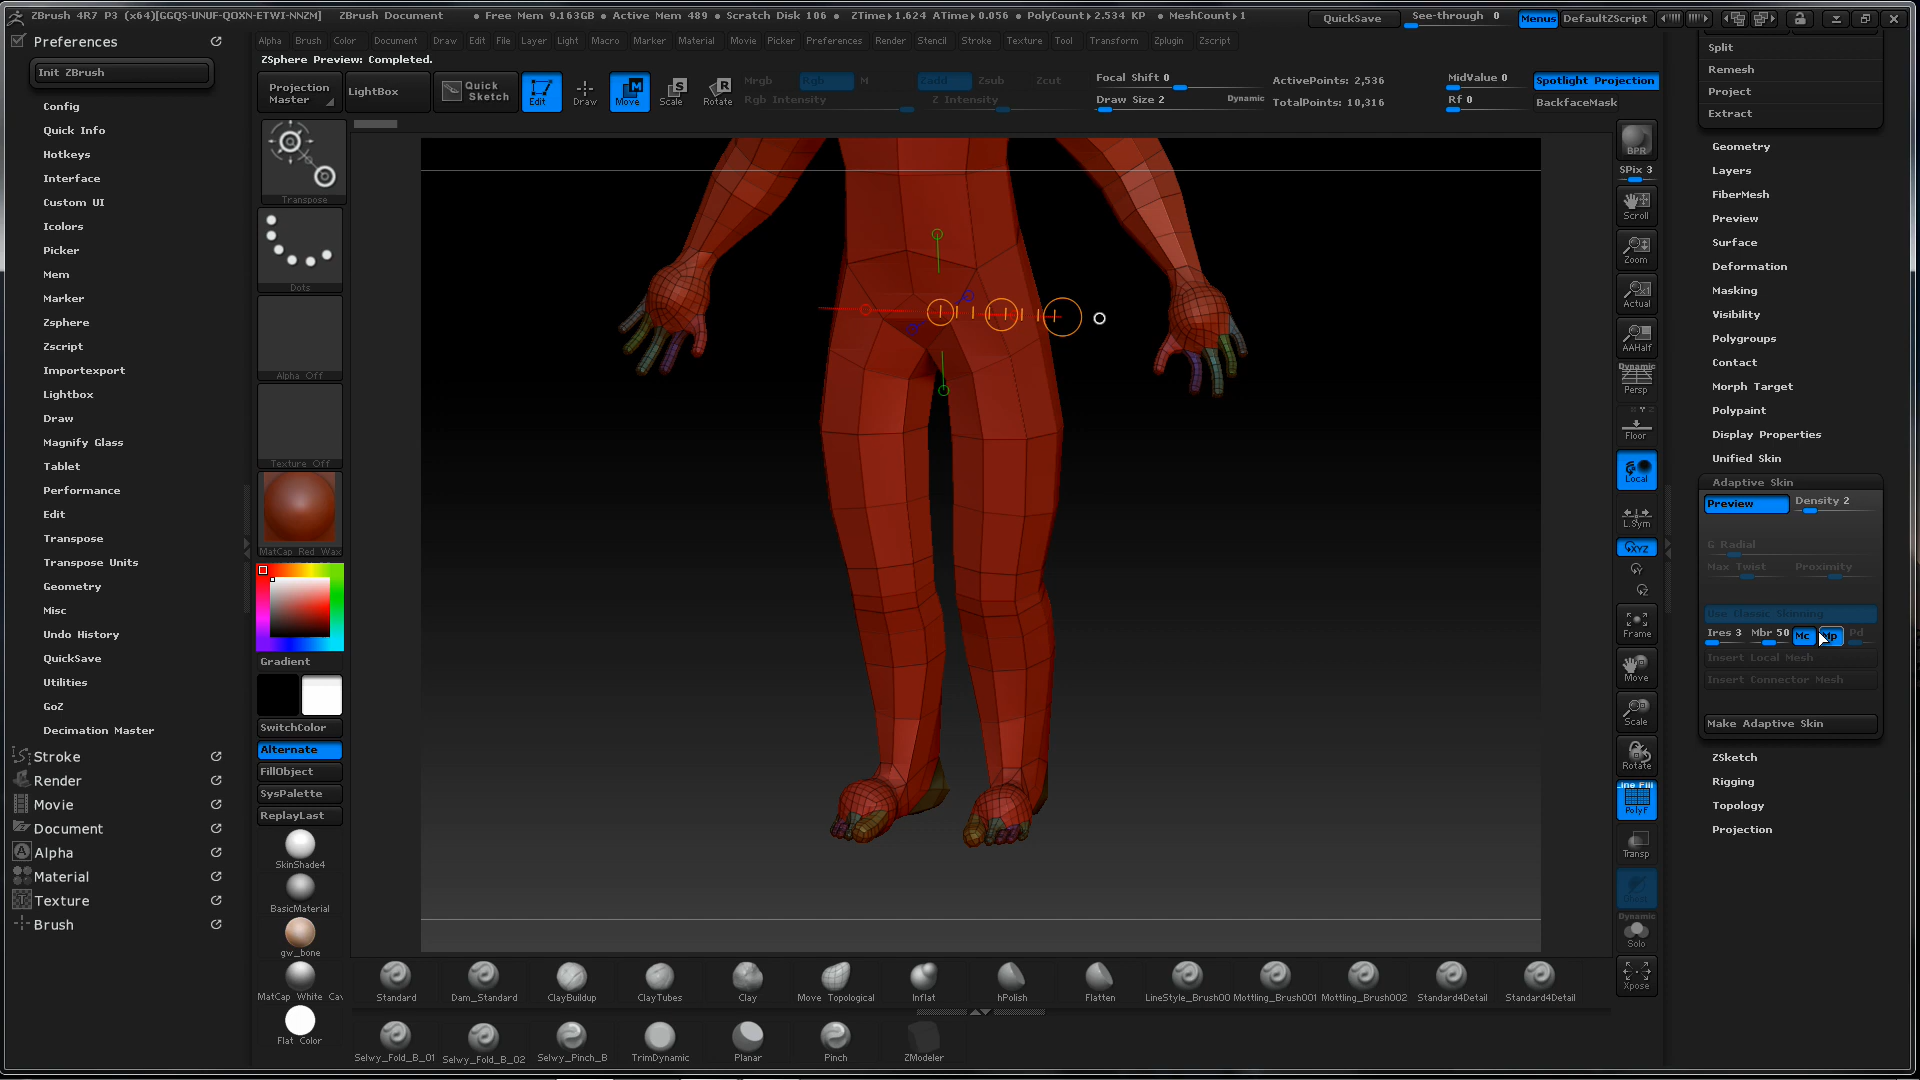 ZBrush 4R7 P3 (x64)[GGQS-UNUF-QOXN-ETWI-NNZM]
ZBrush Document
• Free Mem 9.163GB • Active Mem 489 • Scratch Disk 106 • ZTime▸1.624 ATime▸0.056 • PolyCount▸2.534 KP • MeshCount▸1
QuickSave
See-through 0
Menus
DefaultZScript
Alpha Brush Color Document Draw Edit File Layer Light Macro Marker Material Movie Picker Preferences Render Stencil Stroke Texture Tool Transform Zplugin Zscript
ZSphere Preview: Completed.
Projection Master
LightBox
Quick Sketch
Edit
Draw
Move
Scale
Rotate
Mrgb
Rgb
M
Rgb Intensity
Zadd
Zsub
Zcut
Z Intensity
Focal Shift 0
Draw Size 2
Dynamic
ActivePoints: 2,536
TotalPoints: 10,316
MidValue 0
Rf 0
Spotlight Projection
BackfaceMask
Preferences
Init ZBrush
Config
Quick Info
Hotkeys
Interface
Custom UI
Icolors
Picker
Mem
Marker
Zsphere
Zscript
Importexport
Lightbox
Draw
Magnify Glass
Tablet
Performance
Edit
Transpose
Transpose Units
Geometry
Misc
Undo History
QuickSave
Utilities
GoZ
Decimation Master
Stroke
Render
Movie
Document
Alpha
Material
Texture
Brush
Transpose
Dots
Alpha Off
Texture Off
MatCap Red Wax
Gradient
SwitchColor
Alternate
FillObject
SysPalette
ReplayLast
SkinShade4
BasicMaterial
gw_bone
MatCap White Cav
Flat Color
Standard
Dam_Standard
ClayBuildup
ClayTubes
Clay
Move Topological
Inflat
hPolish
Flatten
LineStyle_Brush00
Mottling_Brush001
Mottling_Brush002
Standard4Detail
Standard4Detail
Selwy_Fold_B_01
Selwy_Fold_B_02
Selwy_Pinch_B
TrimDynamic
Planar
Pinch
ZModeler
BPR
SPix 3
Scroll
Zoom
Actual
AAHalf
Dynamic
Persp
Floor
Local
L.Sym
XYZ
Frame
Move
Scale
Rotate
Line Fill
PolyF
Transp
Ghost
Dynamic
Solo
Xpose
Split
Remesh
Project
Extract
Geometry
Layers
FiberMesh
Preview
Surface
Deformation
Masking
Visibility
Polygroups
Contact
Morph Target
Polypaint
Display Properties
Unified Skin
Adaptive Skin
Preview
Density 2
G Radial
Max Twist
Proximity
Use Classic Skinning
Ires 3
Mbr 50
Mc
Mp
Pd
Insert Local Mesh
Insert Connector Mesh
Make Adaptive Skin
ZSketch
Rigging
Topology
Projection